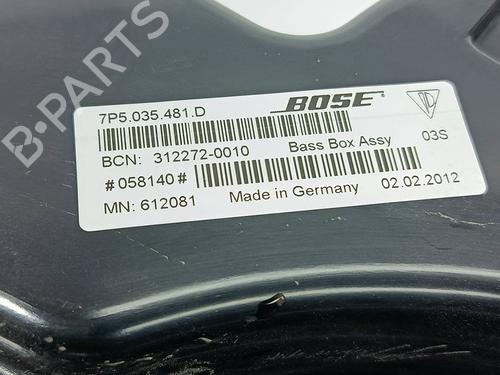 B-PARTS
7P5.035.481.D BOSE
BCN: 312272-0010 Bass Box Assy 03S
#058140#
MN: 612081 Made in Germany 02.02.2012